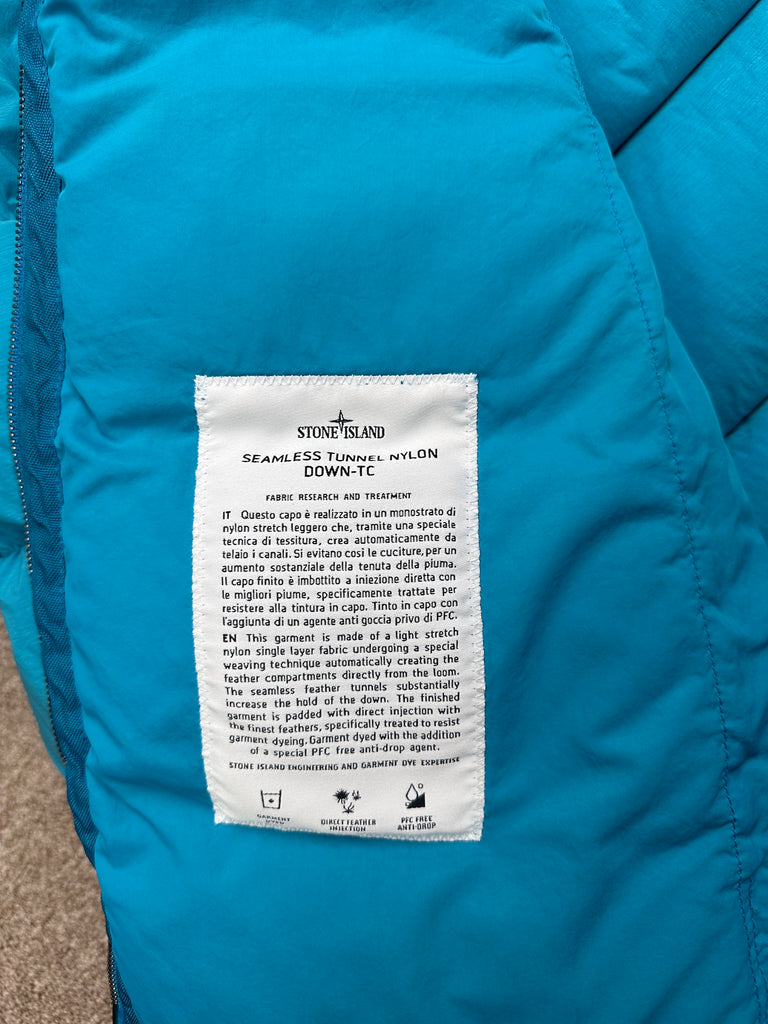 STONE ISLAND
SEAMLESS TUNNEL NYLON
DOWN-TC
FABRIC RESEARCH AND TREATMENT
IT Questo capo è realizzato in un monostrato di
nylon stretch leggero che, tramite una speciale
tecnica di tessitura, crea automaticamente da
telaio i canali. Si evitano così le cuciture, per un
aumento sostanziale della tenuta della piuma.
Il capo finito è imbottito a iniezione diretta con
le migliori piume, specificamente trattate per
resistere alla tintura in capo. Tinto in capo con
l'aggiunta di un agente anti goccia privo di PFC.
EN This garment is made of a light stretch
nylon single layer fabric undergoing a special
weaving technique automatically creating the
feather compartments directly from the loom.
The seamless feather tunnels substantially
increase the hold of the down. The finished
garment is padded with direct injection with
the finest feathers, specifically treated to resist
garment dyeing. Garment dyed with the addition
of a special PFC free anti-drop agent.
STONE ISLAND ENGINEERING AND GARMENT DYE EXPERTISE
GARMENT
DYED
DIRECT FEATHER
INJECTION
PFC FREE
ANTI-DROP